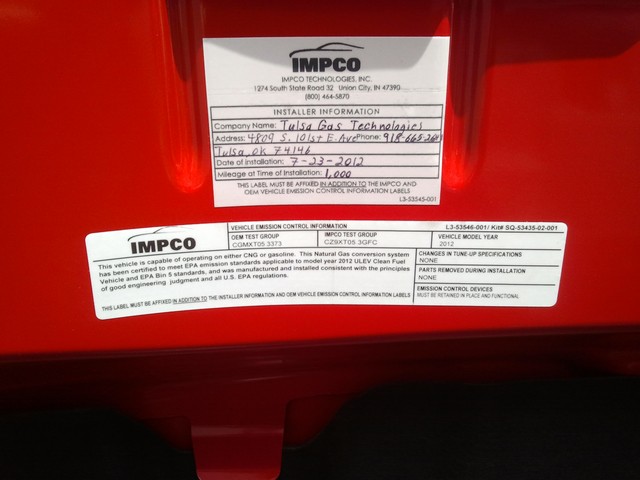 IMPCO
IMPCO TECHNOLOGIES, INC.
1274 South State Road 32 Union City, IN 47390
(800) 464-5870
INSTALLER INFORMATION
Company Name: Tulsa Gas Technologies
Address: 4809 S. 101st E. Ave Phone: 918-665-2641
Tulsa, OK 74146
Date of Installation: 7-23-2012
Mileage at Time of Installation: 1,000
THIS LABEL MUST BE AFFIXED IN ADDITION TO THE IMPCO AND
OEM VEHICLE EMISSION CONTROL INFORMATION LABELS
L3-53545-001
IMPCO
VEHICLE EMISSION CONTROL INFORMATION
L3-53546-001/ Kit# SQ-53435-02-001
OEM TEST GROUP
CGMXT05.3373
IMPCO TEST GROUP
CZ9XT05.3GFC
VEHICLE MODEL YEAR
2012
This vehicle is capable of operating on either CNG or gasoline. This Natural Gas conversion system
has been certified to meet EPA emission standards applicable to model year 2012 ULEV Clean Fuel
Vehicle and EPA Bin 5 standards, and was manufactured and installed consistent with the principles
of good engineering judgment and all U.S. EPA regulations.
THIS LABEL MUST BE AFFIXED IN ADDITION TO THE INSTALLER INFORMATION AND OEM VEHICLE EMISSION CONTROL INFORMATION LABELS
CHANGES IN TUNE-UP SPECIFICATIONS
NONE
PARTS REMOVED DURING INSTALLATION
NONE
EMISSION CONTROL DEVICES
MUST BE RETAINED IN PLACE AND FUNCTIONAL